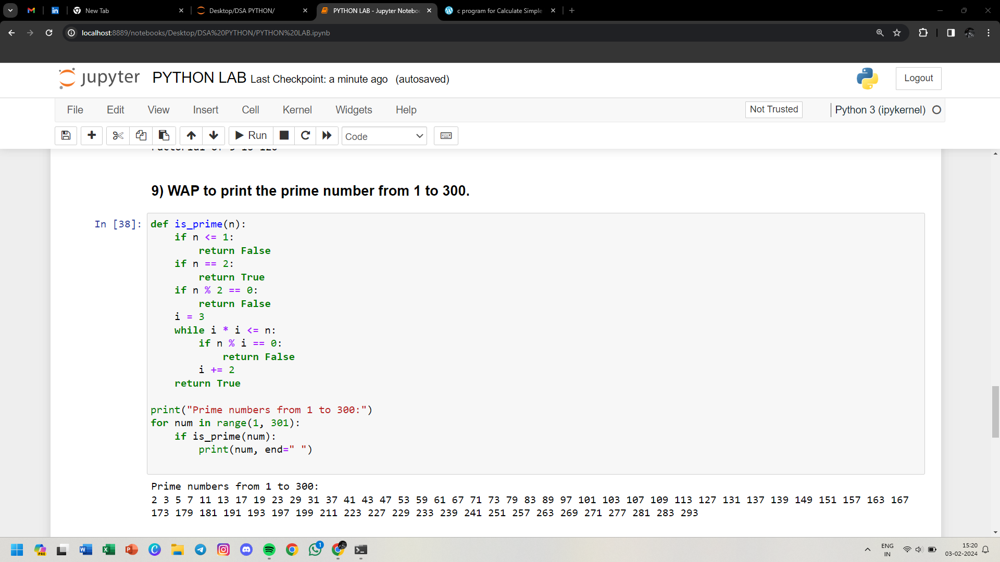 New Tab
Desktop/DSA PYTHON/
PYTHON LAB - Jupyter Notebo
c program for Calculate Simple
localhost:8889/notebooks/Desktop/DSA%20PYTHON/PYTHON%20LAB.ipynb
jupyter PYTHON LAB Last Checkpoint: a minute ago (autosaved)
Logout
File Edit View Insert Cell Kernel Widgets Help
Not Trusted
Python 3 (ipykernel)
Run
Code
9) WAP to print the prime number from 1 to 300.
In [38]:
def is_prime(n):
    if n <= 1:
        return False
    if n == 2:
        return True
    if n % 2 == 0:
        return False
    i = 3
    while i * i <= n:
        if n % i == 0:
            return False
        i += 2
    return True
print("Prime numbers from 1 to 300:")
for num in range(1, 301):
    if is_prime(num):
        print(num, end=" ")
Prime numbers from 1 to 300:
2 3 5 7 11 13 17 19 23 29 31 37 41 43 47 53 59 61 67 71 73 79 83 89 97 101 103 107 109 113 127 131 137 139 149 151 157 163 167
173 179 181 191 193 197 199 211 223 227 229 233 239 241 251 257 263 269 271 277 281 283 293
PRE
1
ENG
IN
15:20
03-02-2024